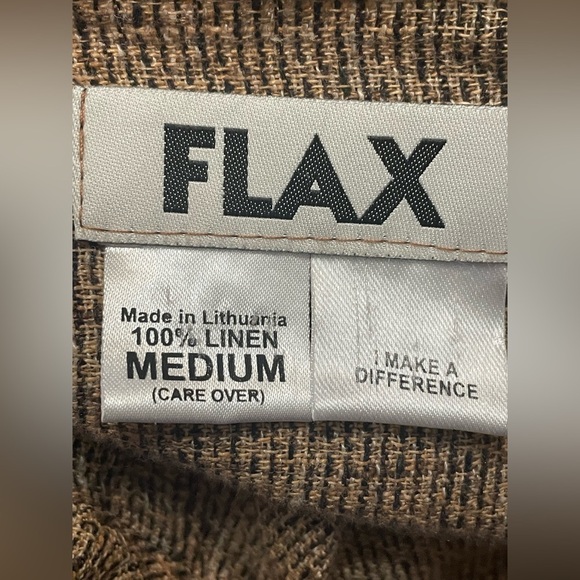 FLAX
Made in Lithuania
100% LINEN
MEDIUM
(CARE OVER)
I MAKE A
DIFFERENCE